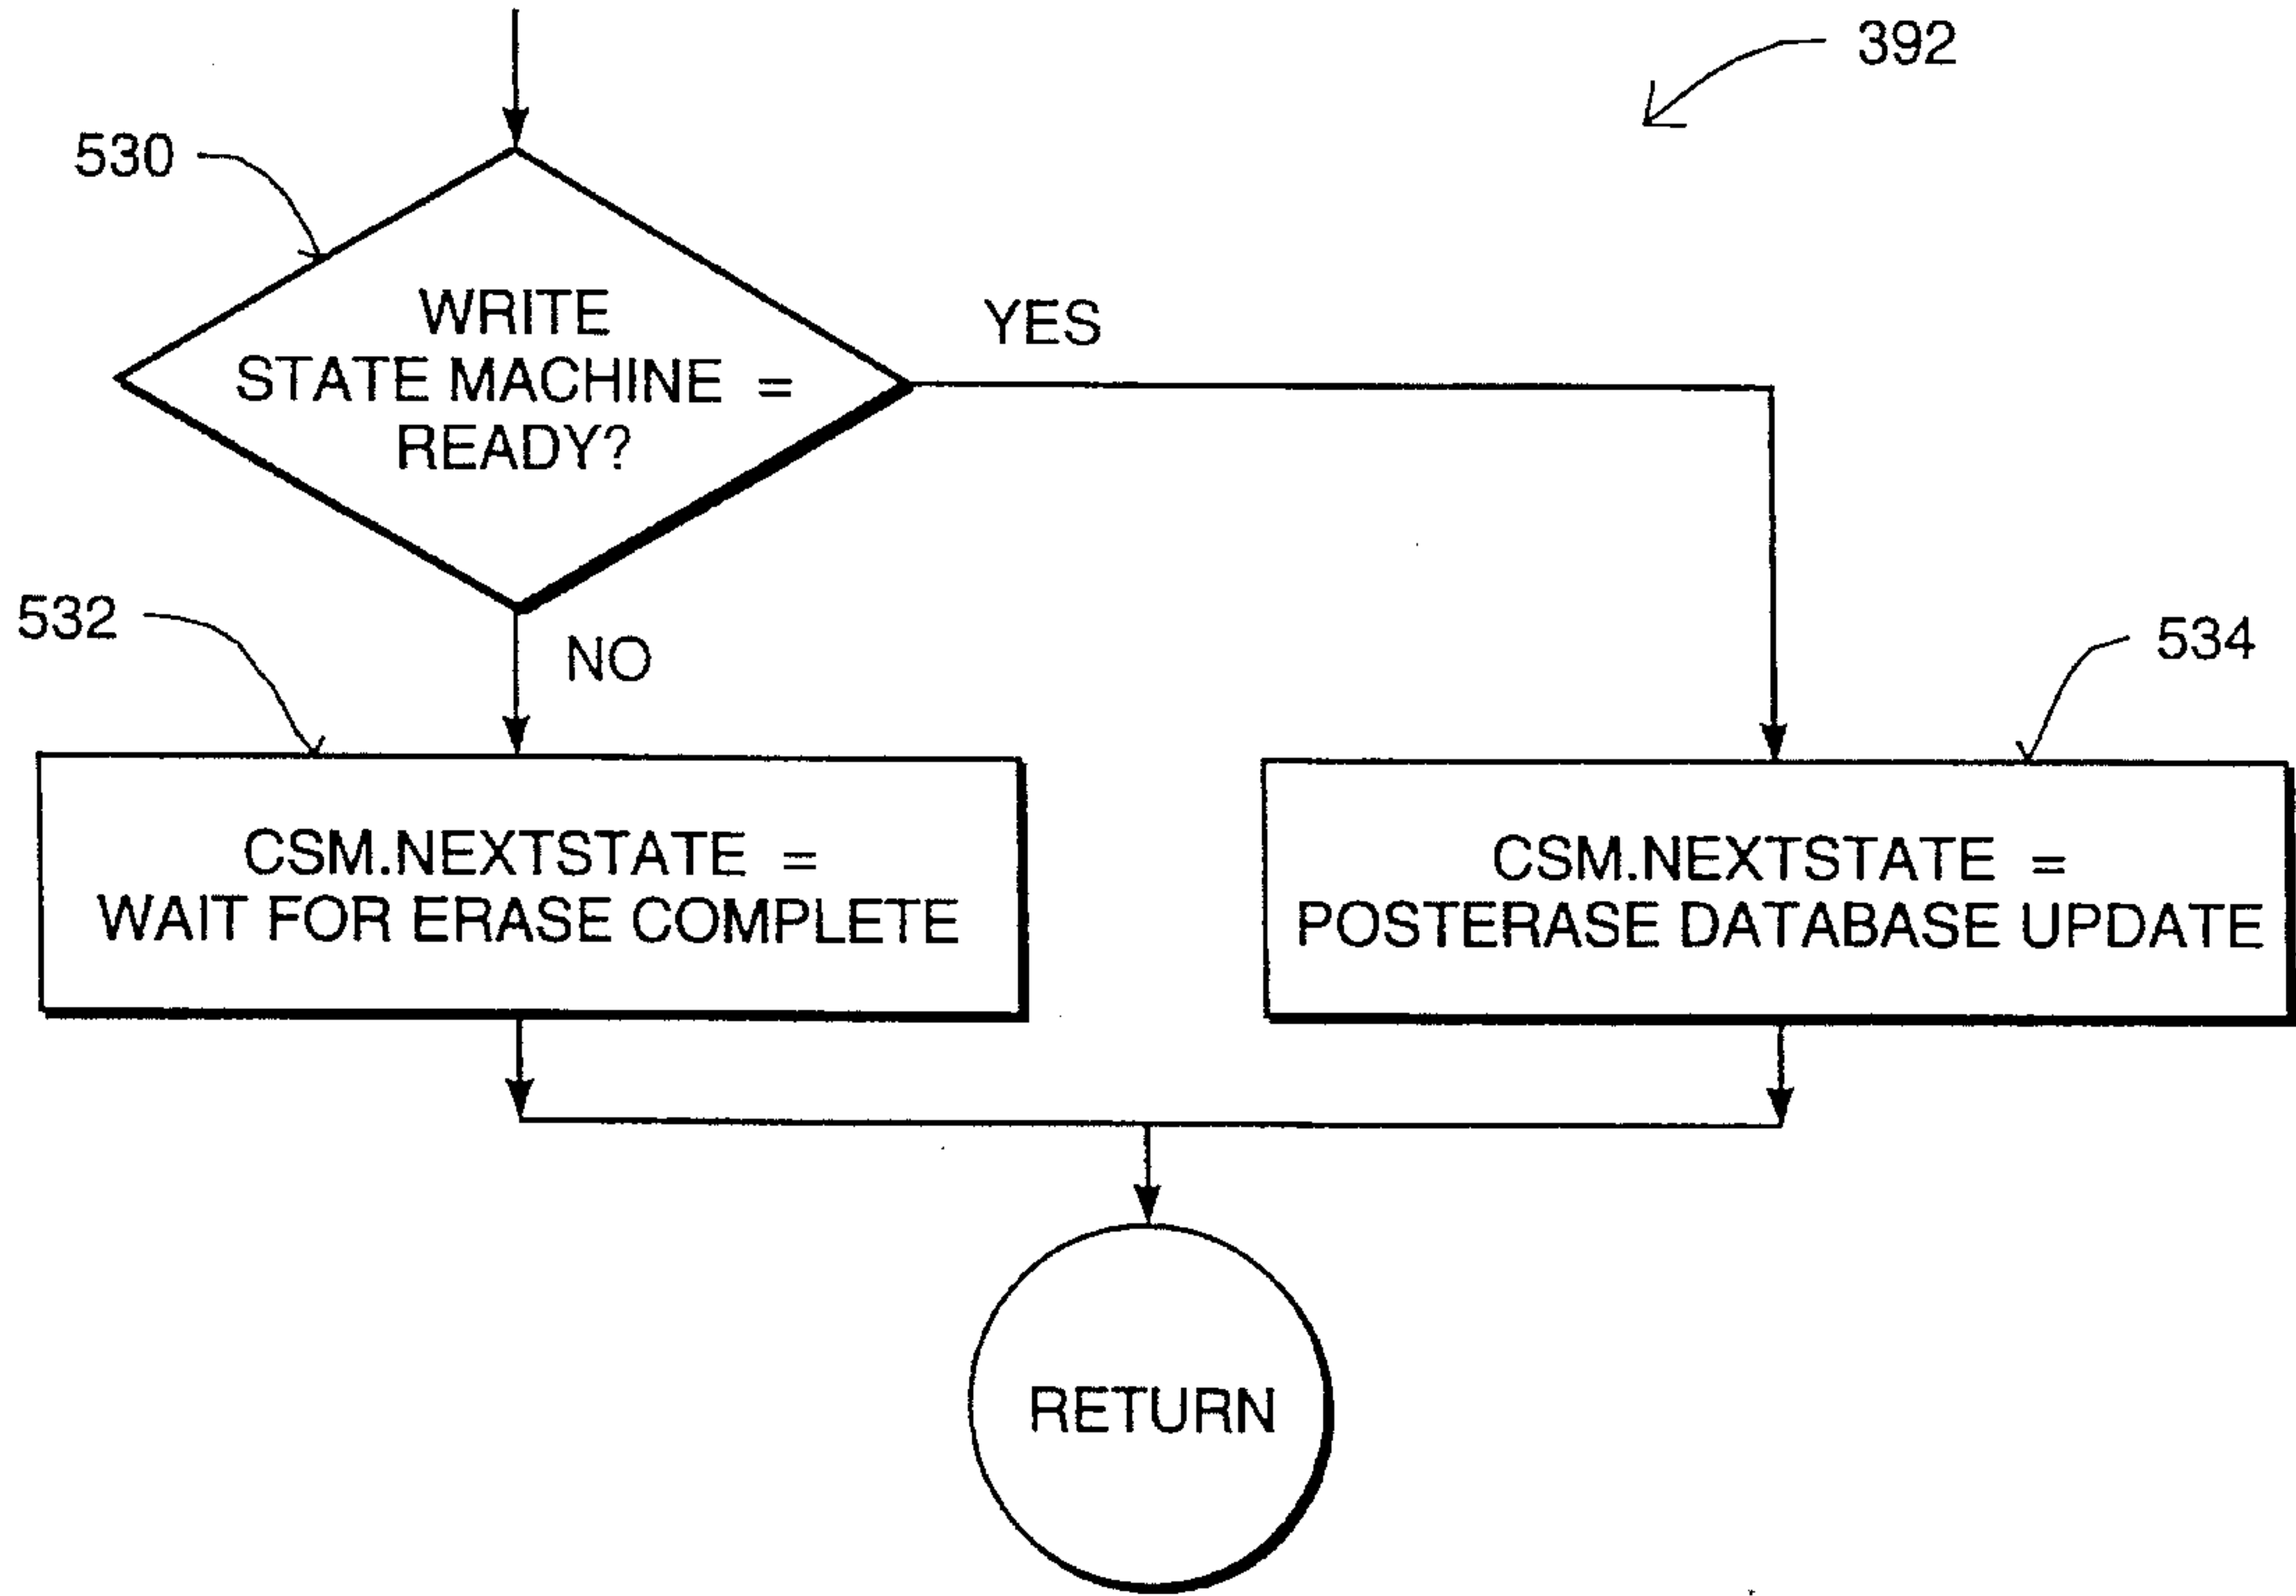 392
530
WRITE
STATE MACHINE =
READY?
YES
532
NO
534
CSM.NEXTSTATE =
WAIT FOR ERASE COMPLETE
CSM.NEXTSTATE =
POSTERASE DATABASE UPDATE
RETURN